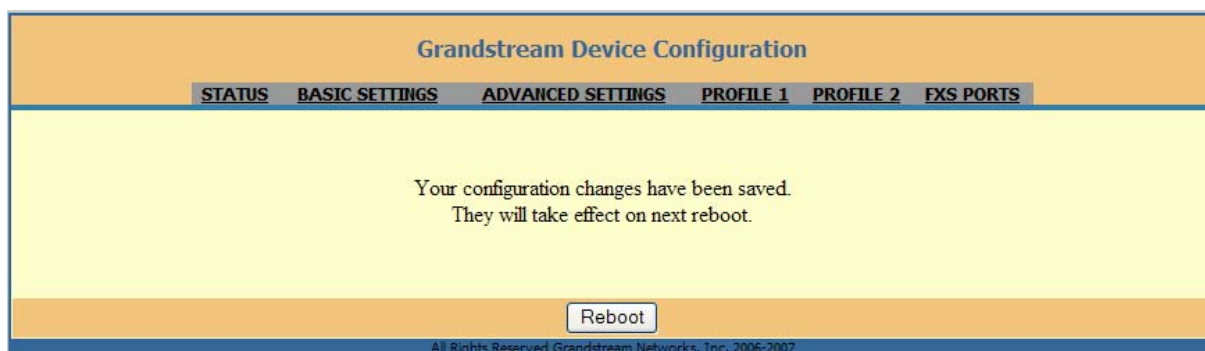 Grandstream Device Configuration
STATUS BASIC SETTINGS ADVANCED SETTINGS PROFILE 1 PROFILE 2 FXS PORTS
Your configuration changes have been saved.
They will take effect on next reboot.
Reboot
All Rights Reserved Grandstream Networks, Inc. 2006-2007